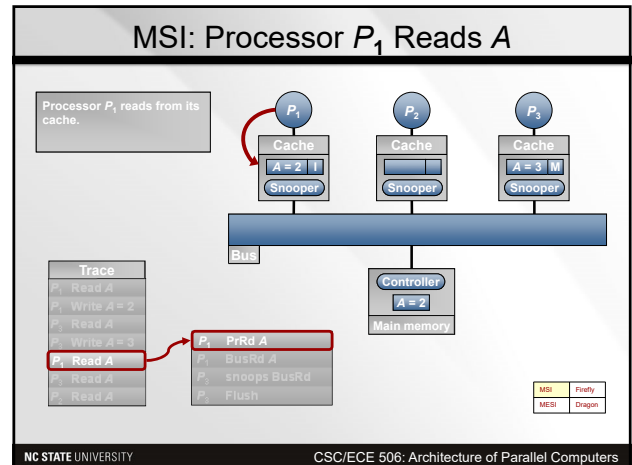 MSI: Processor P₁ Reads A
Processor P₁ reads from its
cache.
P₁
P₂
P₃
Cache
Cache
Cache
A = 2 I
A = 3 M
Snooper
Snooper
Snooper
Bus
Controller
A = 2
Main memory
Trace
P₁ Read A
P₁ Write A = 2
P₃ Read A
P₁ Write A = 3
P₁ Read A
P₃ Read A
P₂ Read A
P₁ PrRd A
P₁ BusRd A
P₃ snoops BusRd
P₃ Flush
MSI Firefly
MESI Dragon
NC STATE UNIVERSITY
CSC/ECE 506: Architecture of Parallel Computers